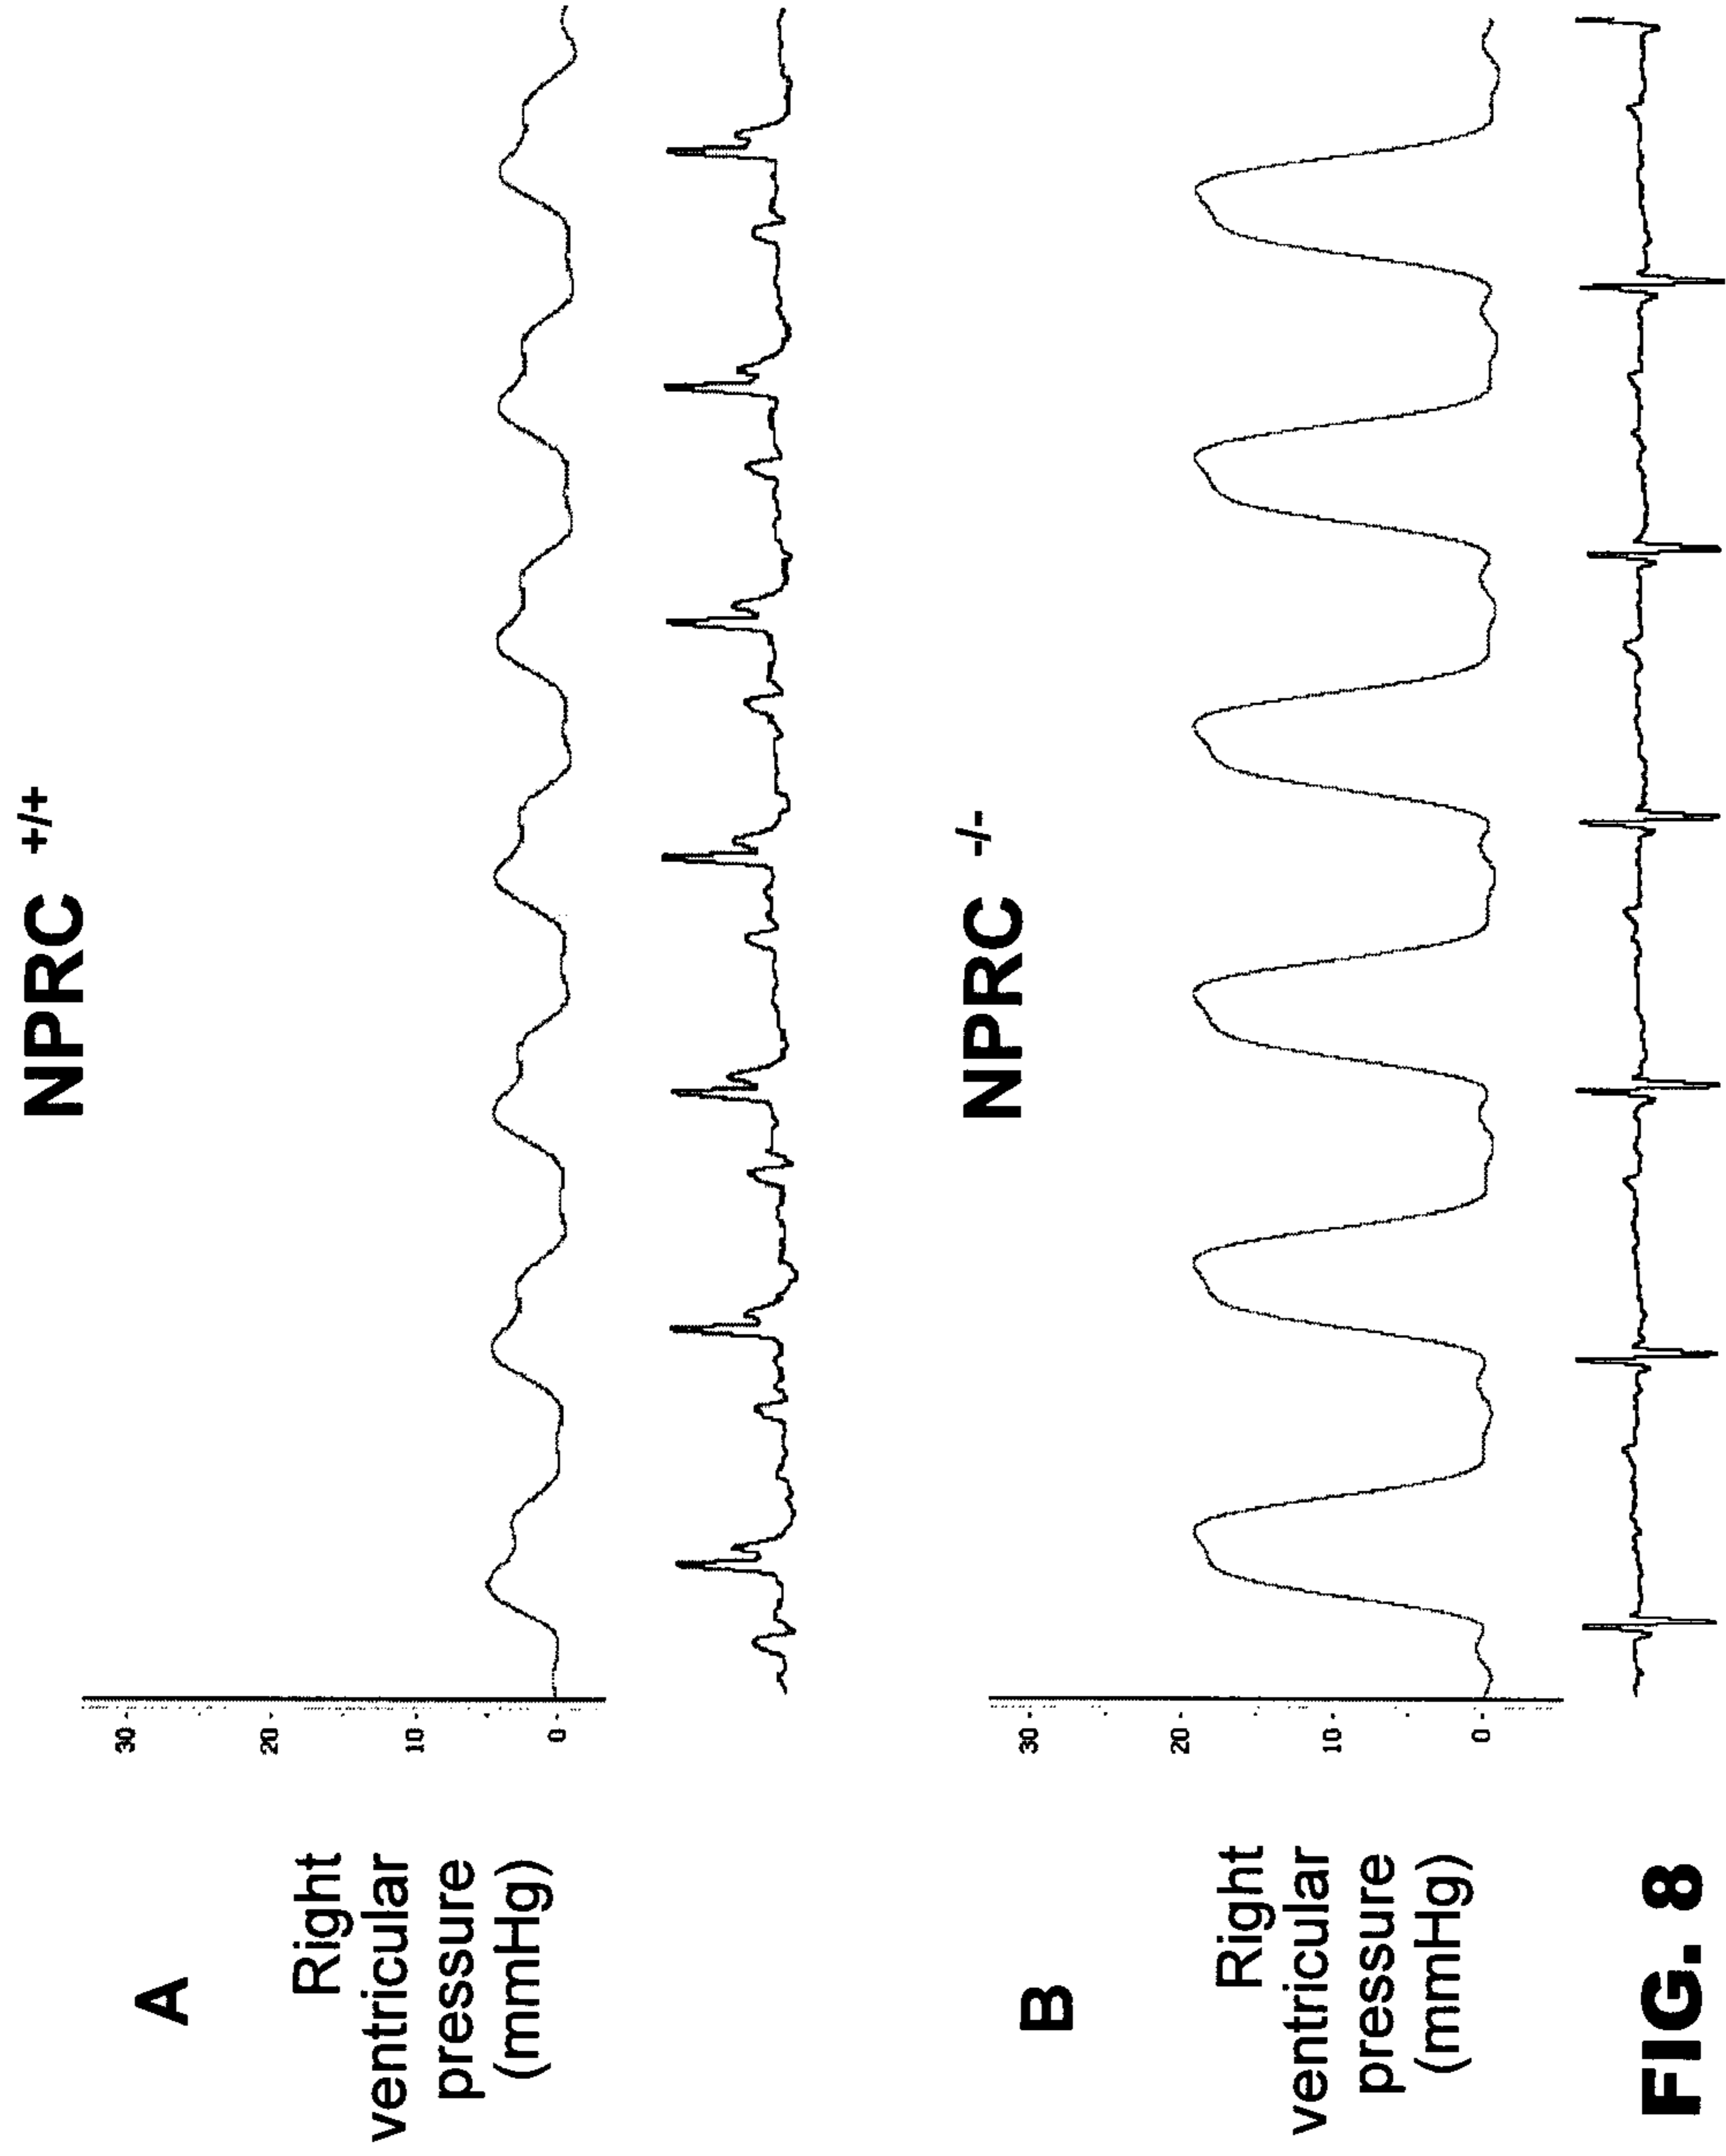 NPRC +/+
A
Right
ventricular
pressure
(mmHg)
30
20
10
0
NPRC -/-
B
Right
ventricular
pressure
(mmHg)
30
20
10
0
FIG. 8